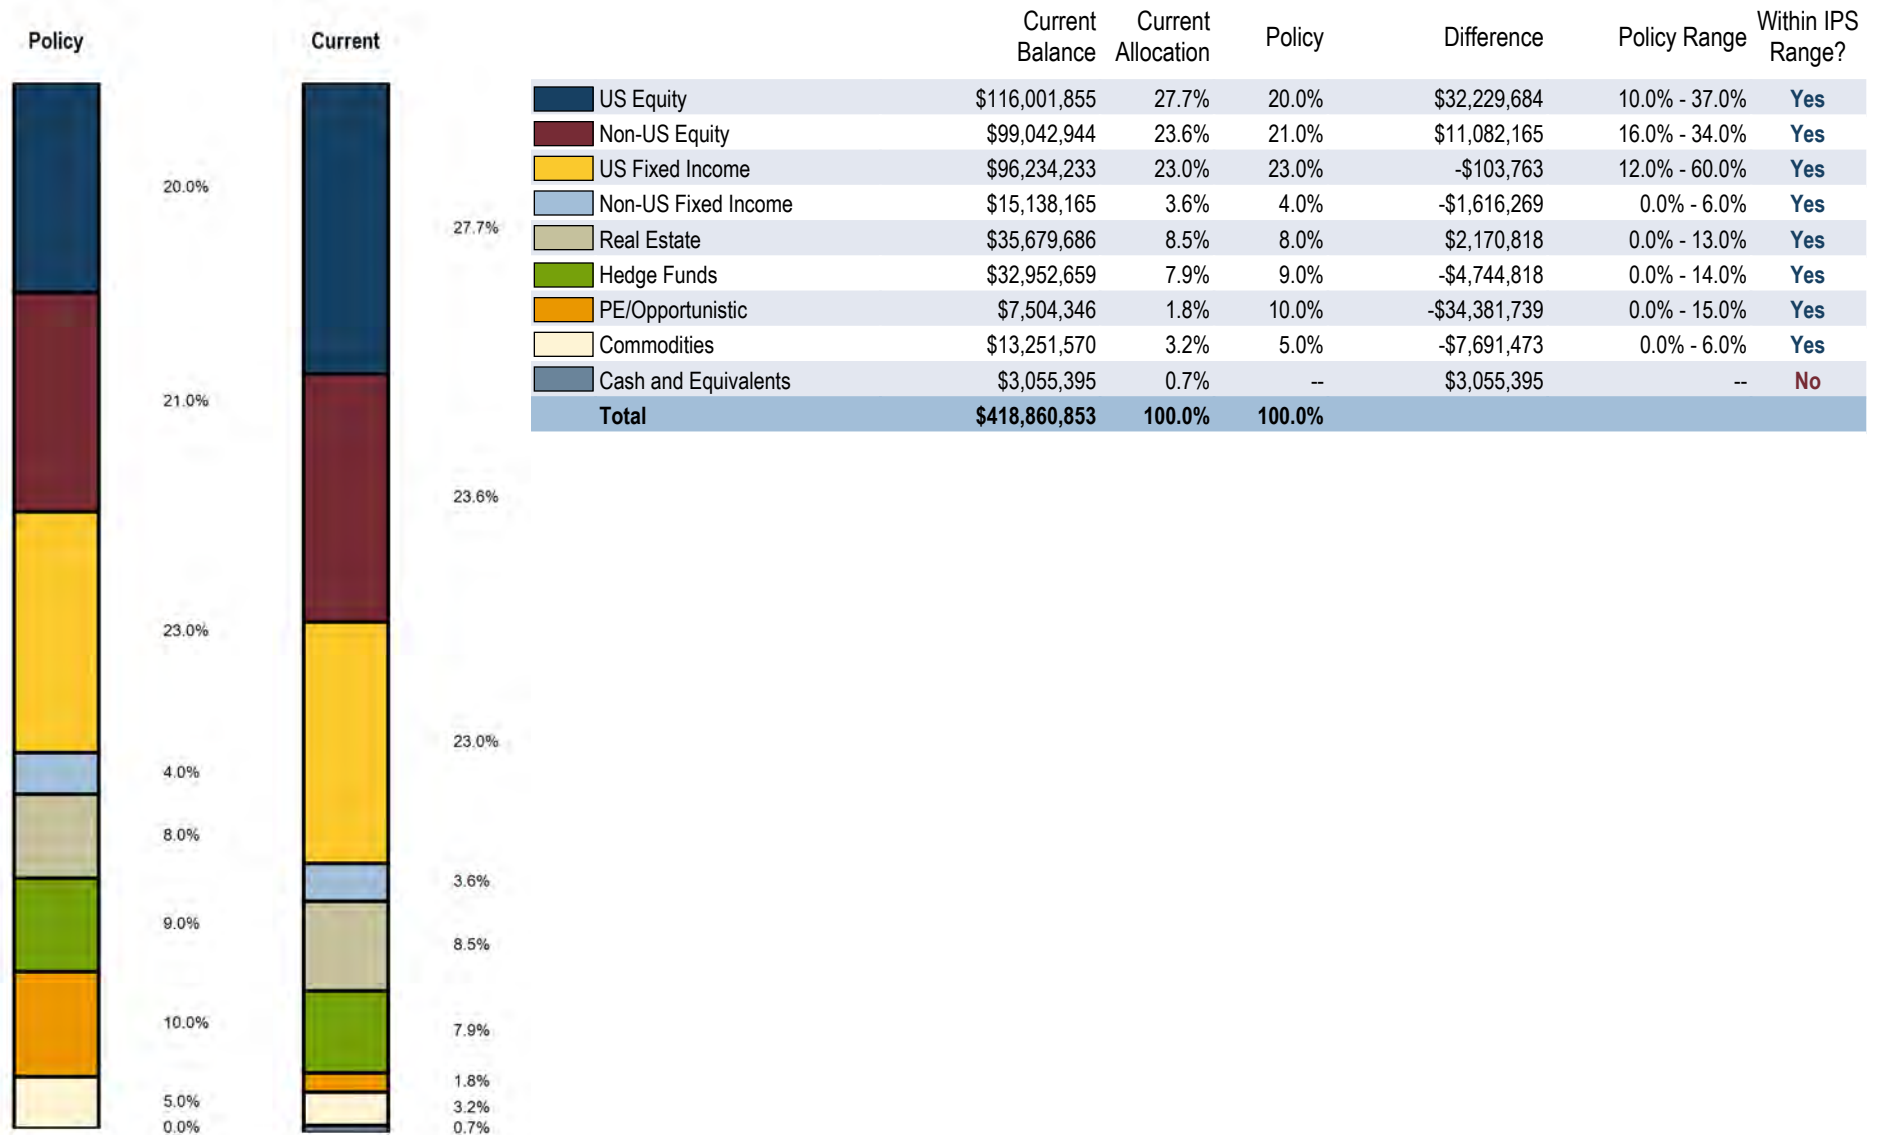 Policy
Current
20.0%
21.0%
23.0%
4.0%
8.0%
9.0%
10.0%
5.0%
0.0%
27.7%
23.6%
23.0%
3.6%
8.5%
7.9%
1.8%
3.2%
0.7%
Current Balance Current Allocation Policy Difference Policy Range Within IPS Range?
US Equity $116,001,855 27.7% 20.0% $32,229,684 10.0% - 37.0% Yes
Non-US Equity $99,042,944 23.6% 21.0% $11,082,165 16.0% - 34.0% Yes
US Fixed Income $96,234,233 23.0% 23.0% -$103,763 12.0% - 60.0% Yes
Non-US Fixed Income $15,138,165 3.6% 4.0% -$1,616,269 0.0% - 6.0% Yes
Real Estate $35,679,686 8.5% 8.0% $2,170,818 0.0% - 13.0% Yes
Hedge Funds $32,952,659 7.9% 9.0% -$4,744,818 0.0% - 14.0% Yes
PE/Opportunistic $7,504,346 1.8% 10.0% -$34,381,739 0.0% - 15.0% Yes
Commodities $13,251,570 3.2% 5.0% -$7,691,473 0.0% - 6.0% Yes
Cash and Equivalents $3,055,395 0.7% -- $3,055,395 -- No
Total $418,860,853 100.0% 100.0%